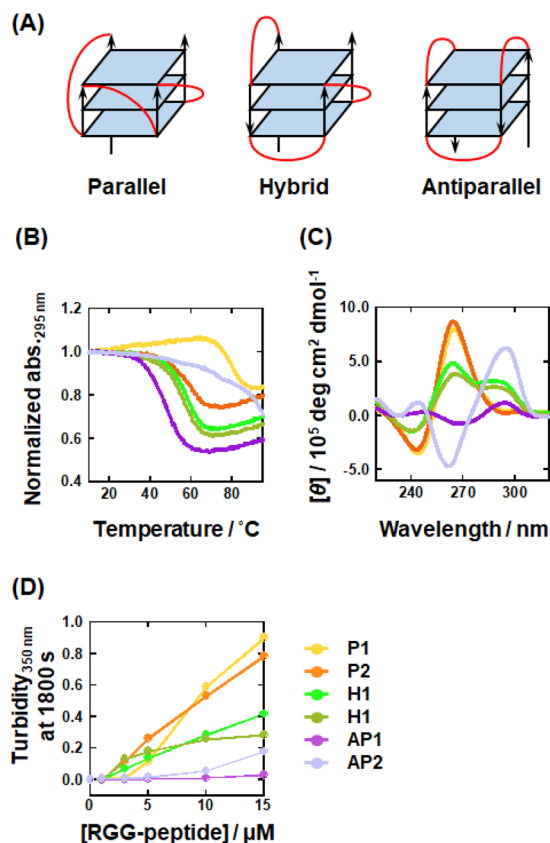 (A)
Parallel Hybrid Antiparallel
(B)
1.2
1.0
0.8
0.6
0.4
Normalized abs.295 nm
20 40 60 80
Temperature / °C
(C)
10.0
5.0
0.0
-5.0
[θ] / 10⁵ deg cm² dmol⁻¹
240 270 300
Wavelength / nm
(D)
1.0
0.8
0.6
0.4
0.2
0.0
Turbidity350 nm
at 1800 s
0 5 10 15
[RGG-peptide] / µM
P1
P2
H1
H1
AP1
AP2